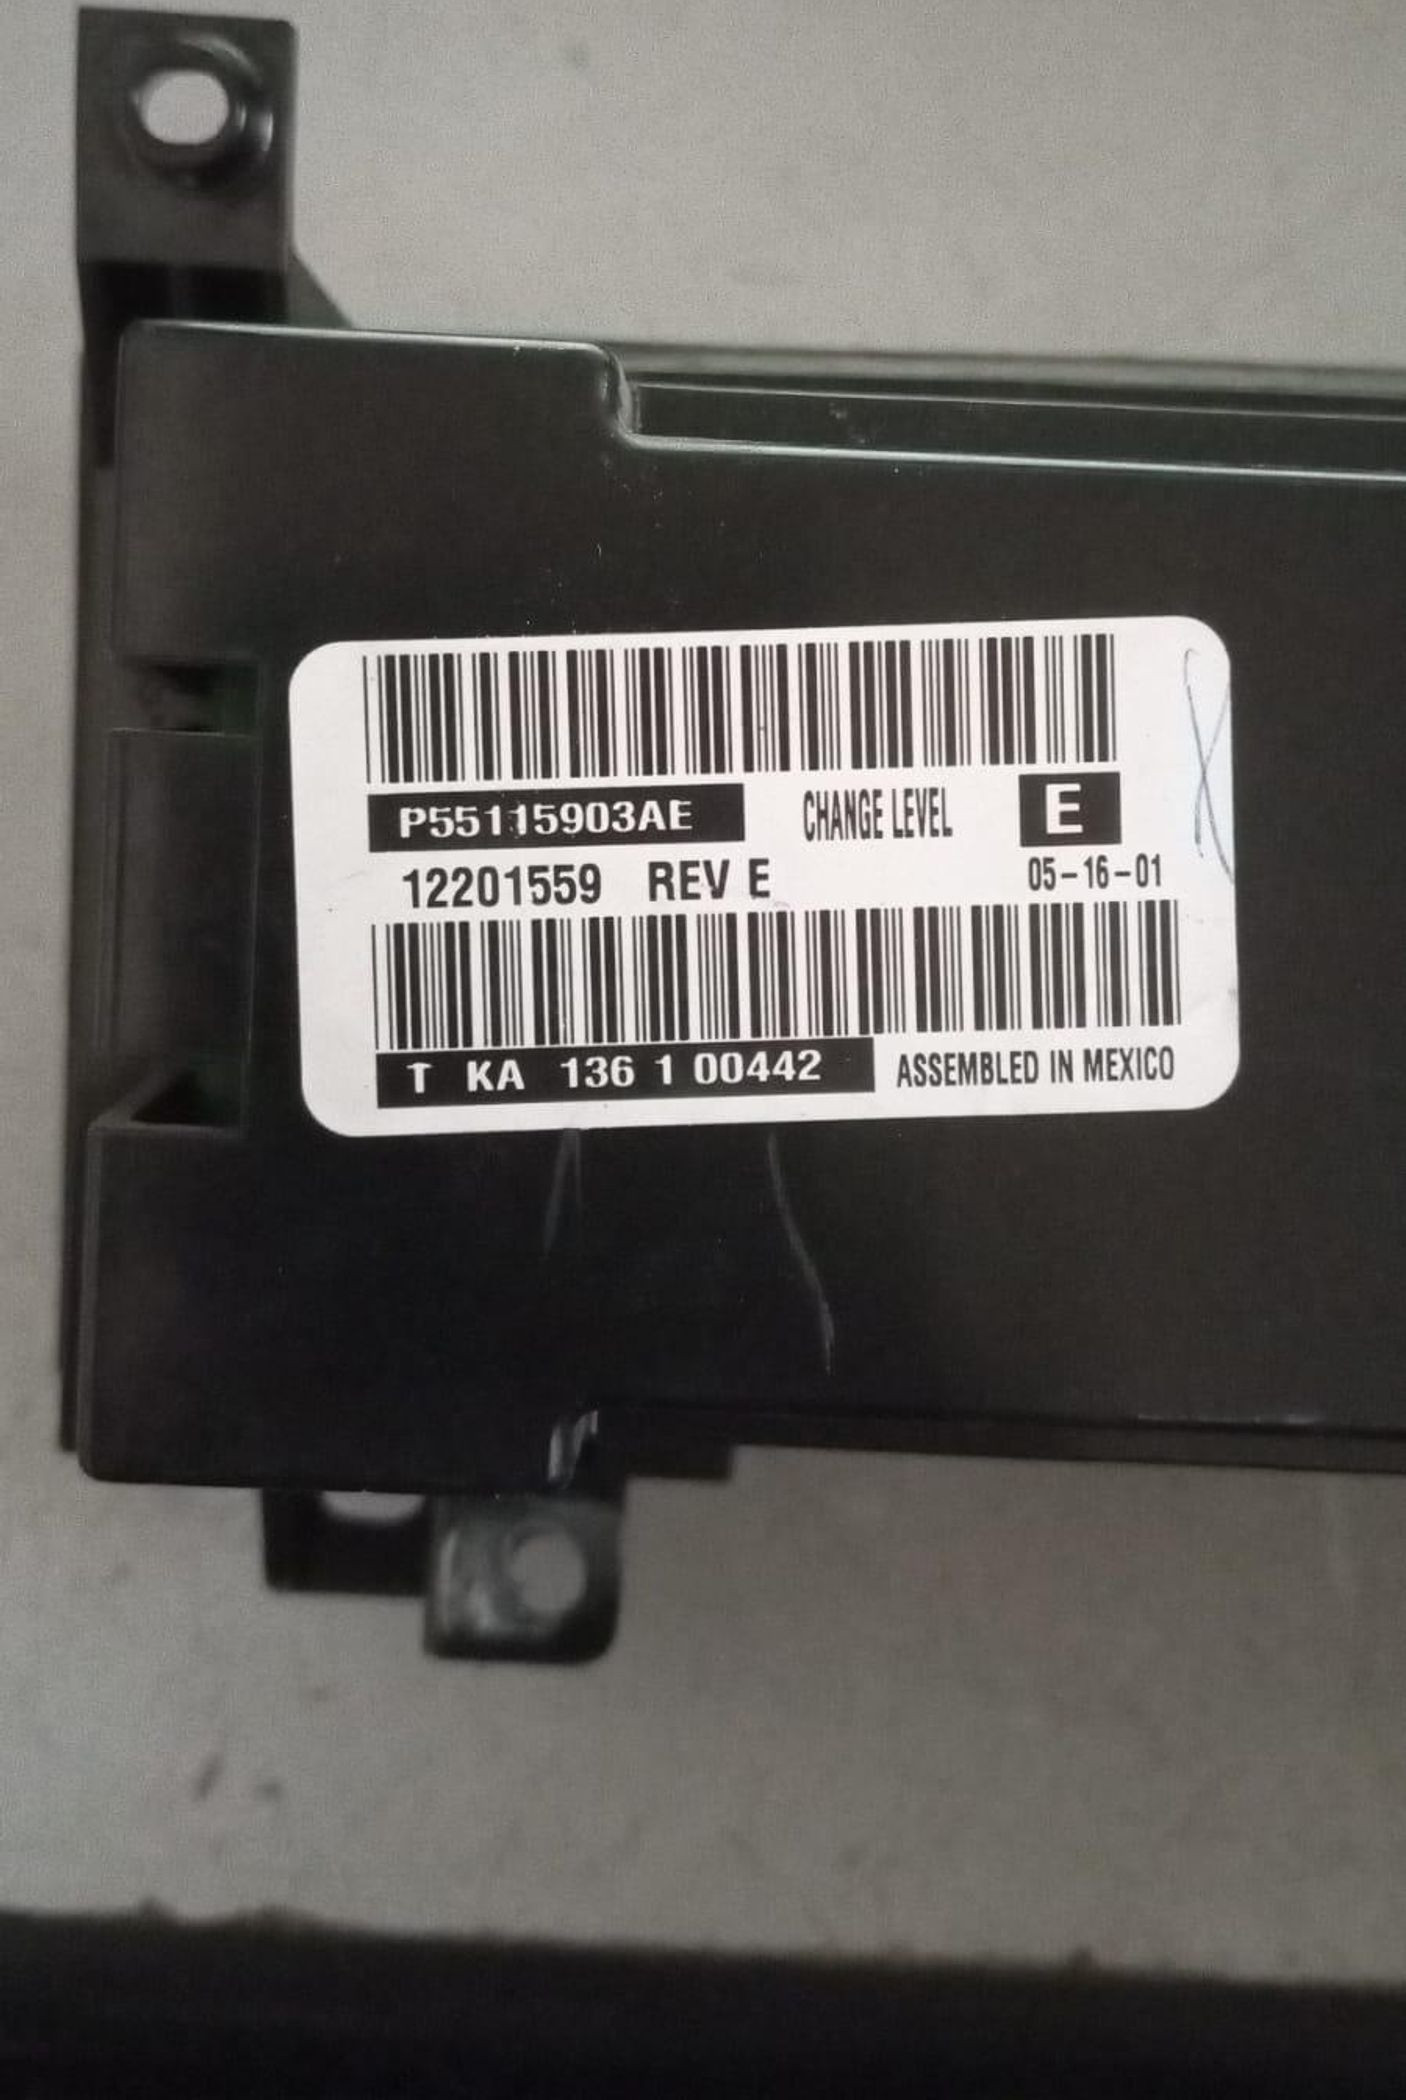 P55115903AE CHANGE LEVEL E
12201559 REV E 05-16-01
T KA 136 1 00442 ASSEMBLED IN MEXICO